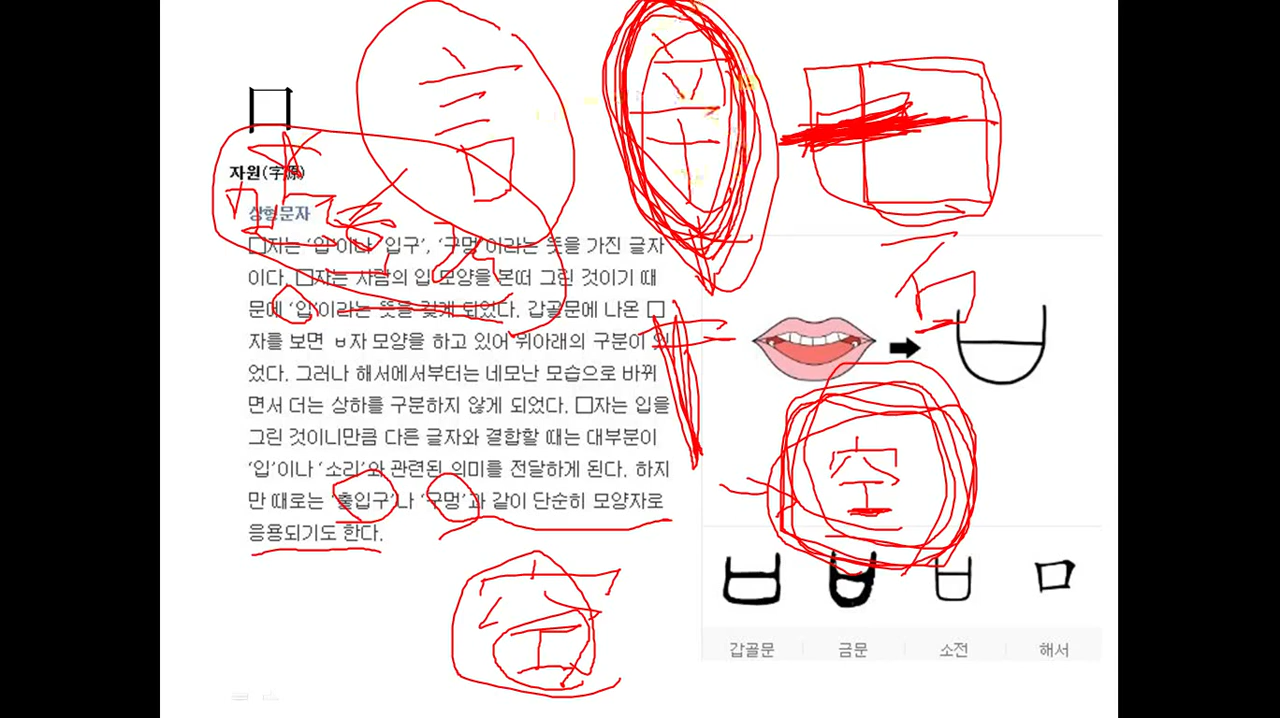 口
言
辛
石
空
空
자원(字源)
상형문자
口자는 '입'이나 '입구', '구멍'이라는 뜻을 가진 글자
이다. 口자는 사람의 입 모양을 본떠 그린 것이기 때
문에 '입'이라는 뜻을 갖게 되었다. 갑골문에 나온 口
자를 보면 ㅂ자 모양을 하고 있어 위아래의 구분이 있
었다. 그러나 해서에서부터는 네모난 모습으로 바뀌
면서 더는 상하를 구분하지 않게 되었다. 口자는 입을
그린 것이니만큼 다른 글자와 결합할 때는 대부분이
'입'이나 '소리'와 관련된 의미를 전달하게 된다. 하지
만 때로는 '출입구'나 '구멍'과 같이 단순히 모양자로
응용되기도 한다.
갑골문 금문 소전 해서